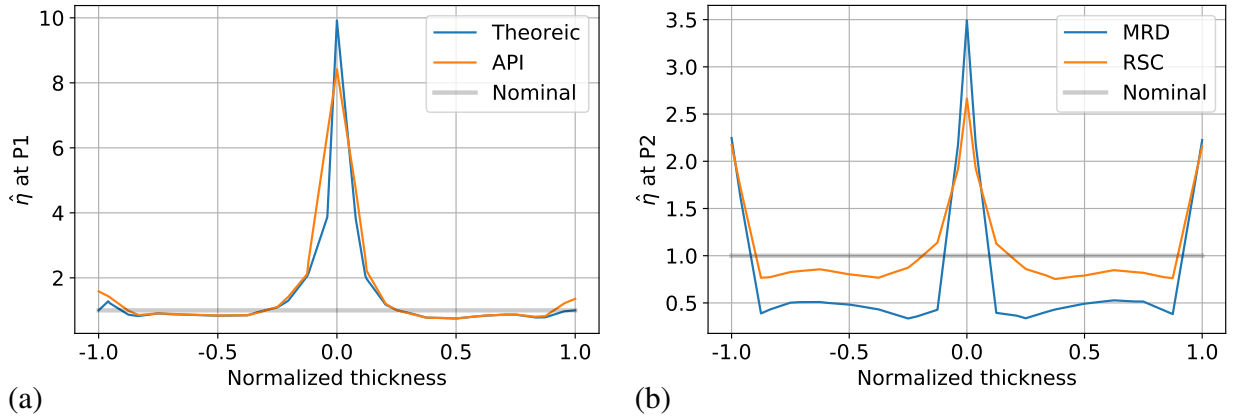 10
8
6
4
2
η̂ at P1
-1.0
-0.5
0.0
0.5
1.0
Normalized thickness
Theoreic
API
Nominal
(a)
3.5
3.0
2.5
2.0
1.5
1.0
0.5
η̂ at P2
-1.0
-0.5
0.0
0.5
1.0
Normalized thickness
MRD
RSC
Nominal
(b)